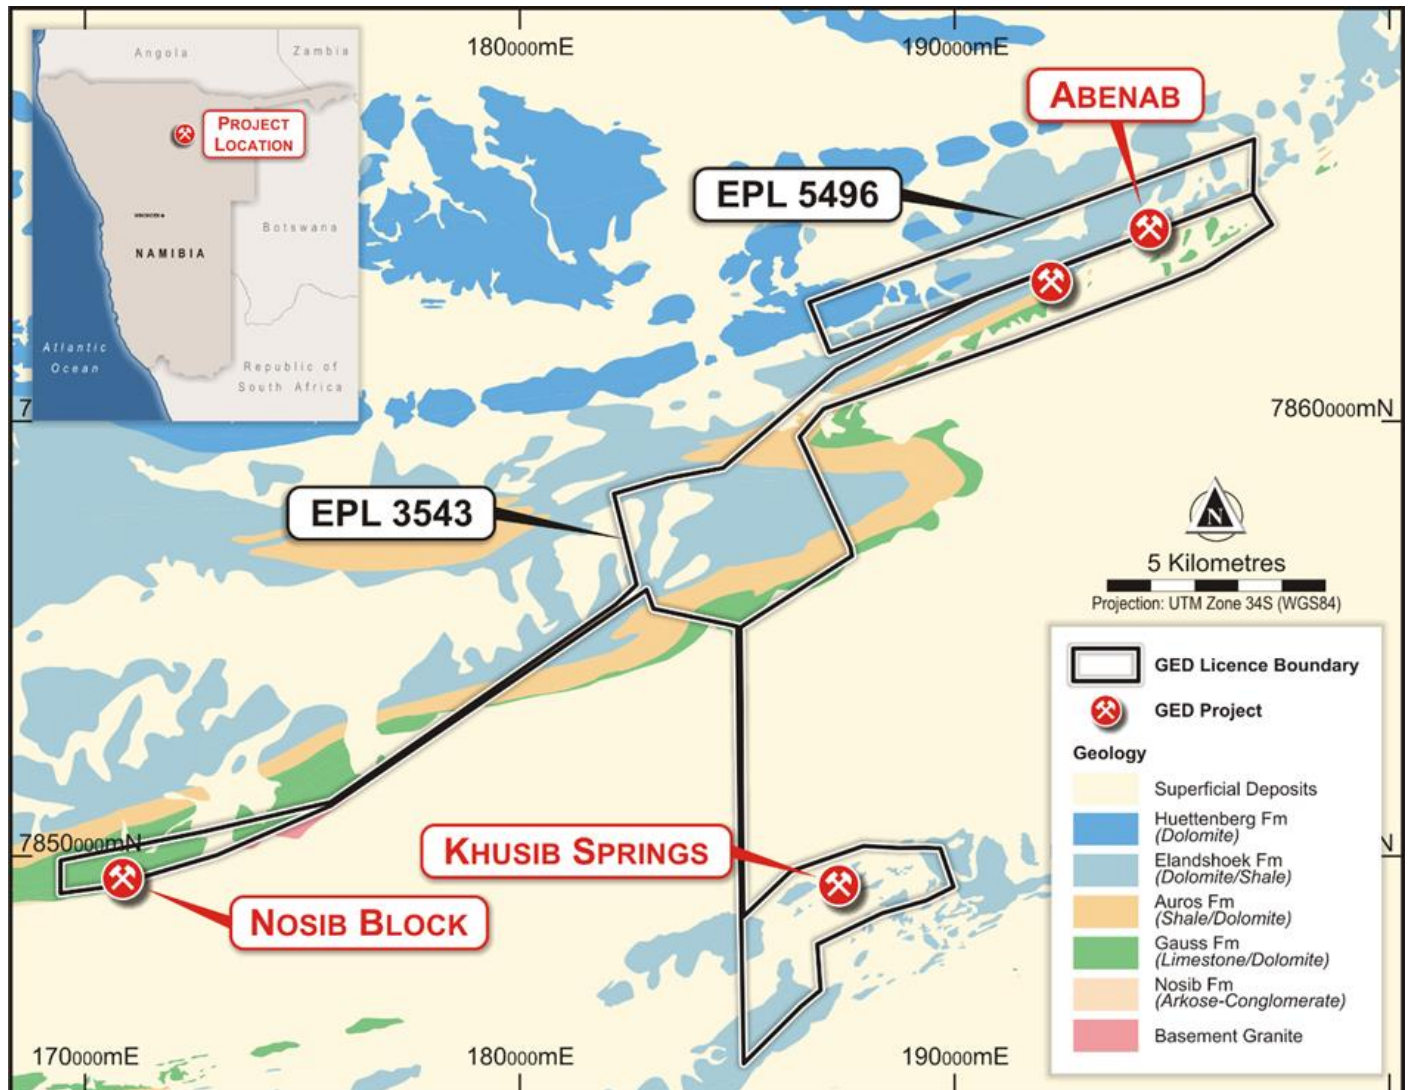 180000mE
190000mE
Angola
Zambia
PROJECT
LOCATION
Botswana
NAMIBIA
Atlantic
Ocean
Republic of
South Africa
ABENAB
EPL 5496
7
7860000mN
EPL 3543
N
5 Kilometres
Projection: UTM Zone 34S (WGS84)
GED Licence Boundary
GED Project
Geology
Superficial Deposits
Huettenberg Fm
(Dolomite)
Elandshoek Fm
(Dolomite/Shale)
Auros Fm
(Shale/Dolomite)
Gauss Fm
(Limestone/Dolomite)
Nosib Fm
(Arkose-Conglomerate)
Basement Granite
7850000mN
N
KHUSIB SPRINGS
NOSIB BLOCK
170000mE
180000mE
190000mE